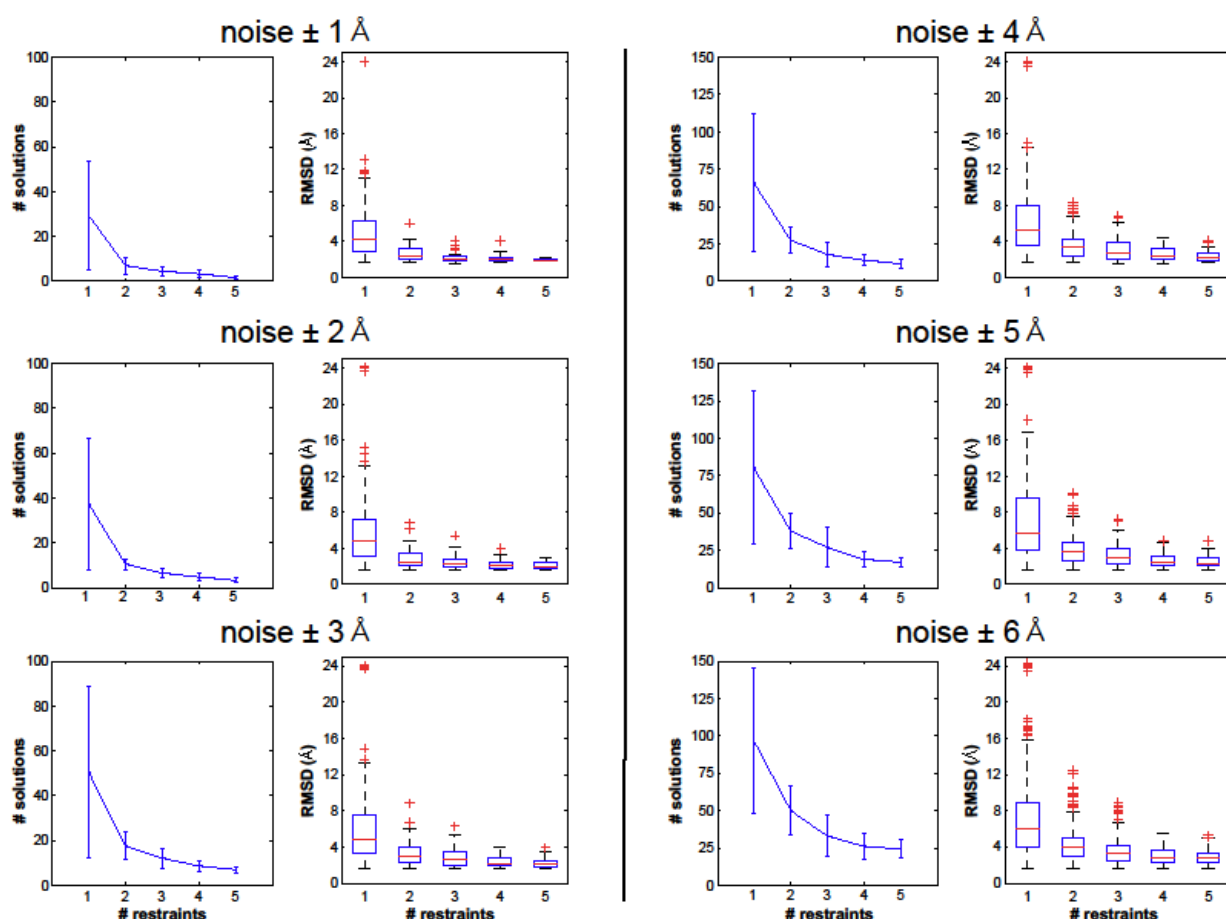 noise ± 1 Å
# solutions
100
80
60
40
20
0
1 2 3 4 5
RMSD (Å)
24
20
16
12
8
4
0
1 2 3 4 5
noise ± 2 Å
# solutions
100
80
60
40
20
0
1 2 3 4 5
RMSD (Å)
24
20
16
12
8
4
0
1 2 3 4 5
noise ± 3 Å
# solutions
100
80
60
40
20
0
1 2 3 4 5
RMSD (Å)
24
20
16
12
8
4
0
1 2 3 4 5
# restraints
noise ± 4 Å
# solutions
150
125
100
75
50
25
0
1 2 3 4 5
RMSD (Å)
24
20
16
12
8
4
0
1 2 3 4 5
noise ± 5 Å
# solutions
150
125
100
75
50
25
0
1 2 3 4 5
RMSD (Å)
24
20
16
12
8
4
0
1 2 3 4 5
noise ± 6 Å
# solutions
150
125
100
75
50
25
0
1 2 3 4 5
RMSD (Å)
24
20
16
12
8
4
0
1 2 3 4 5
# restraints